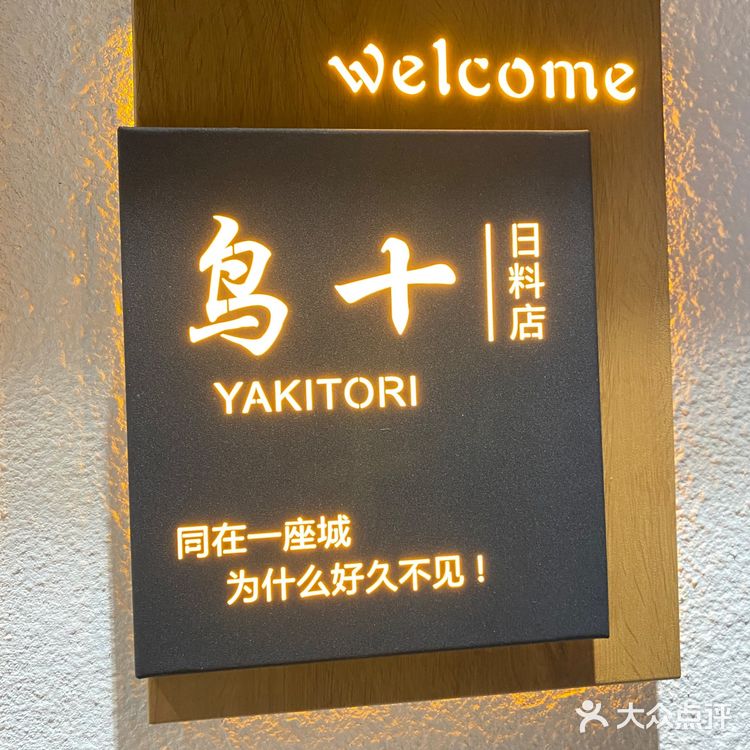 welcome
鸟十
日料店
YAKITORI
同在一座城
为什么好久不见！
大众点评